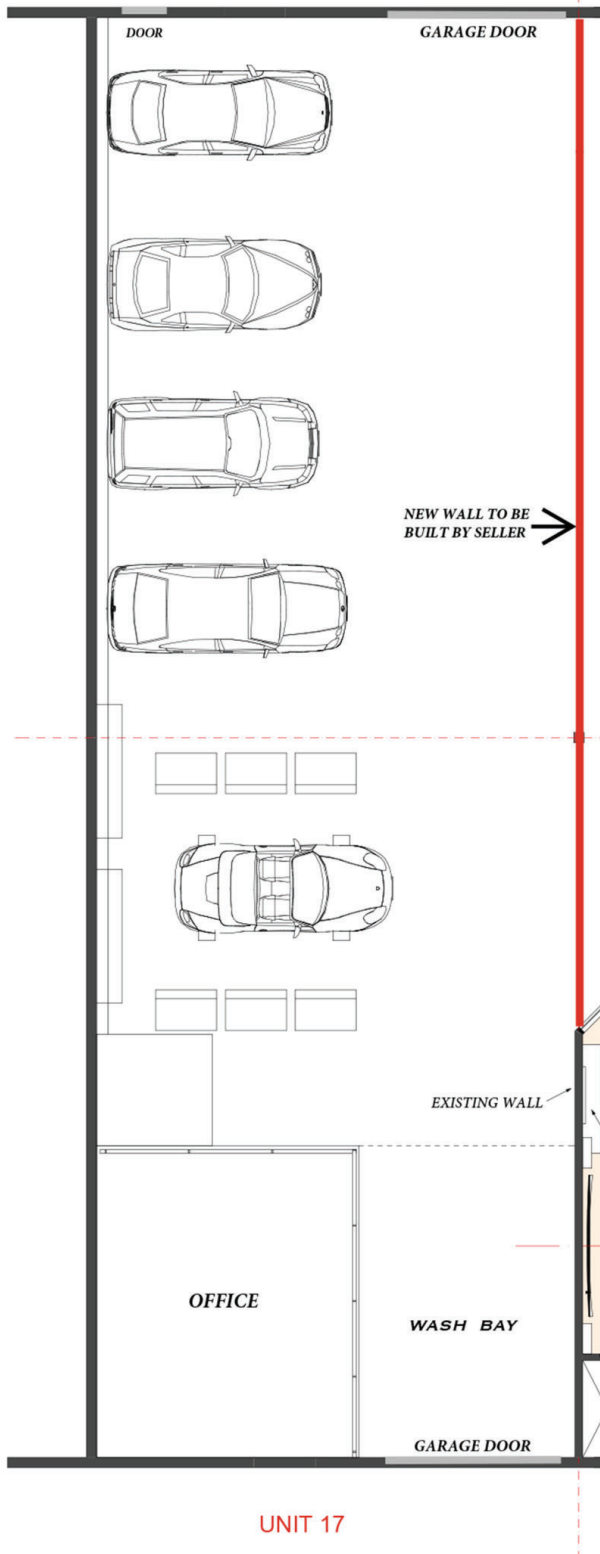 DOOR
GARAGE DOOR
NEW WALL TO BE
BUILT BY SELLER
EXISTING WALL
OFFICE
WASH BAY
GARAGE DOOR
UNIT 17